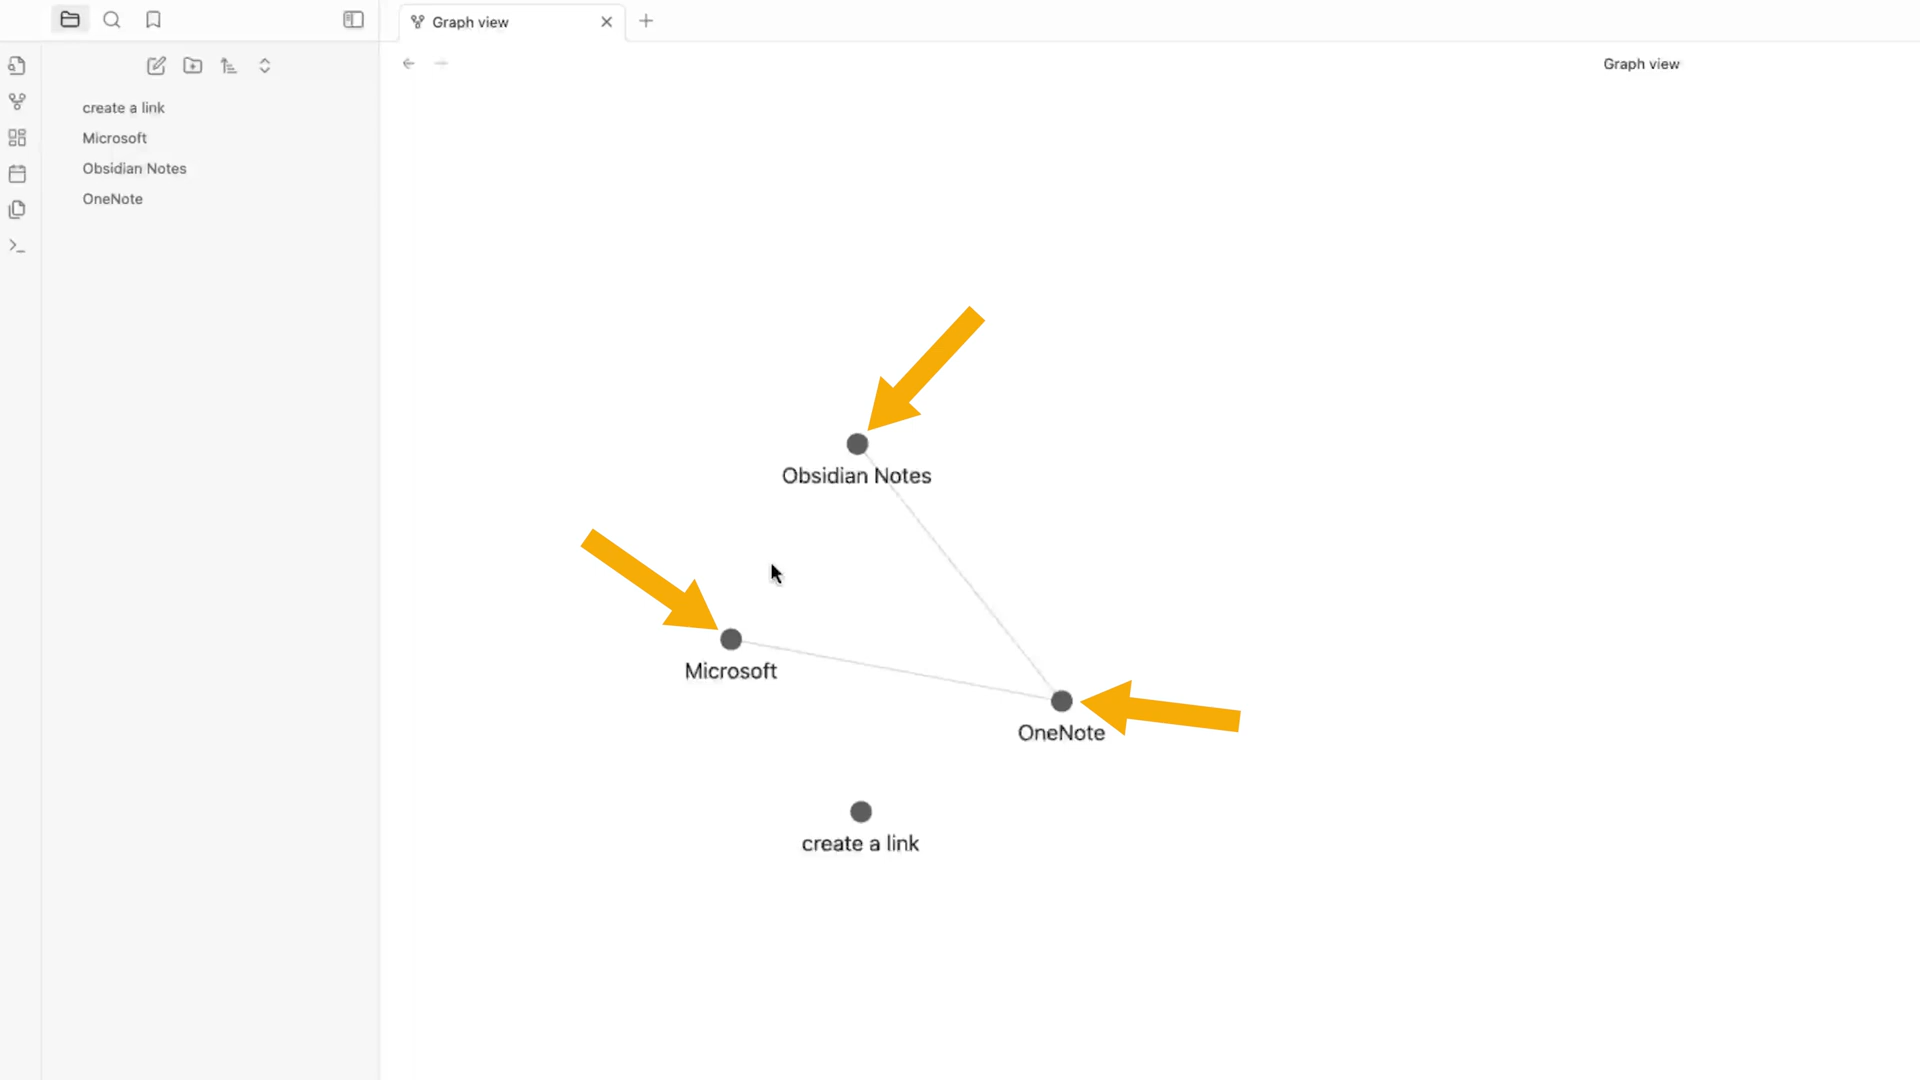 Graph view
Graph view
create a link
Microsoft
Obsidian Notes
OneNote
Obsidian Notes
Microsoft
OneNote
create a link